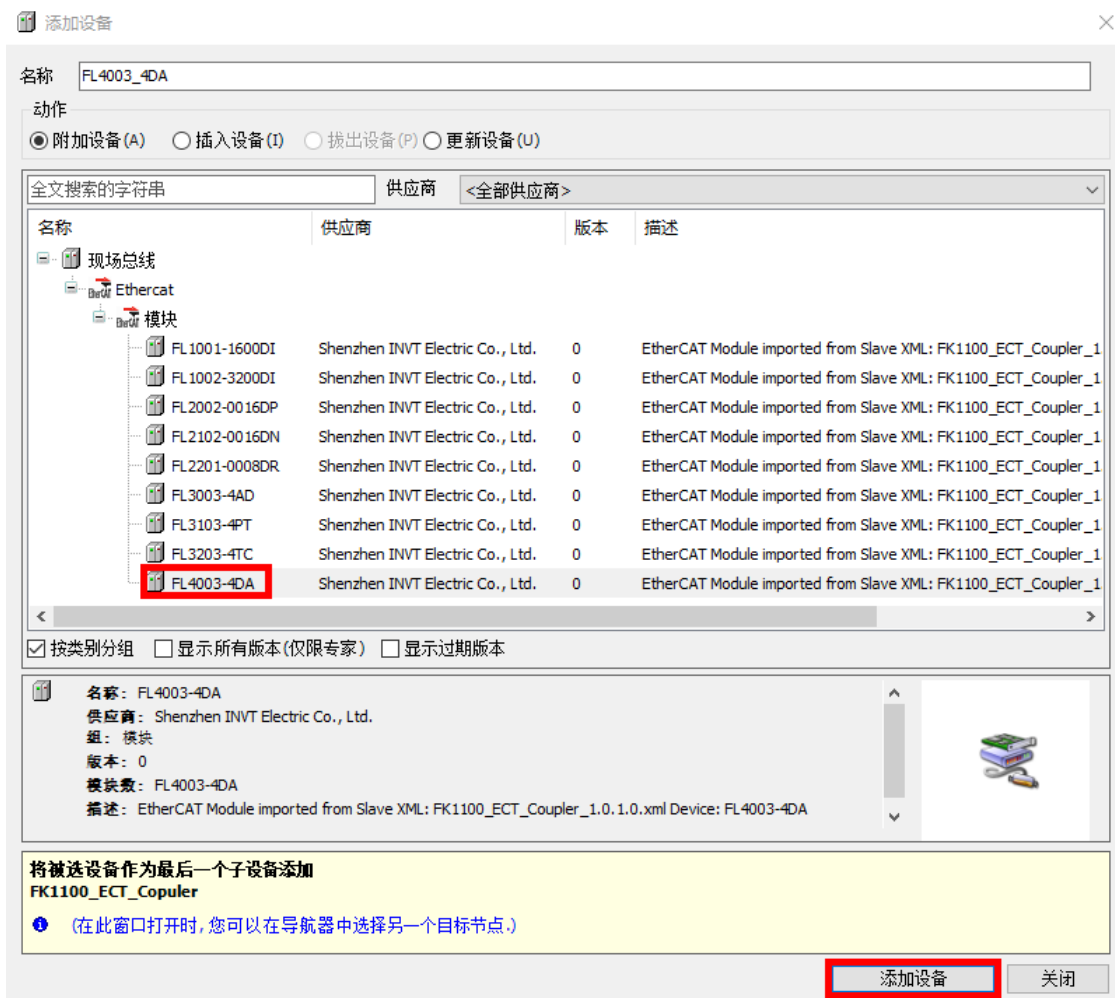 添加设备
名称 FL4003_4DA
动作
附加设备(A) 插入设备(I) 拔出设备(P) 更新设备(U)
全文搜索的字符串 供应商 <全部供应商>
名称 供应商 版本 描述
现场总线
EtherCAT Ethercat
EtherCAT 模块
FL1001-1600DI Shenzhen INVT Electric Co., Ltd. 0 EtherCAT Module imported from Slave XML: FK1100_ECT_Coupler_1
FL1002-3200DI Shenzhen INVT Electric Co., Ltd. 0 EtherCAT Module imported from Slave XML: FK1100_ECT_Coupler_1
FL2002-0016DP Shenzhen INVT Electric Co., Ltd. 0 EtherCAT Module imported from Slave XML: FK1100_ECT_Coupler_1
FL2102-0016DN Shenzhen INVT Electric Co., Ltd. 0 EtherCAT Module imported from Slave XML: FK1100_ECT_Coupler_1
FL2201-0008DR Shenzhen INVT Electric Co., Ltd. 0 EtherCAT Module imported from Slave XML: FK1100_ECT_Coupler_1
FL3003-4AD Shenzhen INVT Electric Co., Ltd. 0 EtherCAT Module imported from Slave XML: FK1100_ECT_Coupler_1
FL3103-4PT Shenzhen INVT Electric Co., Ltd. 0 EtherCAT Module imported from Slave XML: FK1100_ECT_Coupler_1
FL3203-4TC Shenzhen INVT Electric Co., Ltd. 0 EtherCAT Module imported from Slave XML: FK1100_ECT_Coupler_1
FL4003-4DA Shenzhen INVT Electric Co., Ltd. 0 EtherCAT Module imported from Slave XML: FK1100_ECT_Coupler_1
按类别分组 显示所有版本(仅限专家) 显示过期版本
名称: FL4003-4DA
供应商: Shenzhen INVT Electric Co., Ltd.
组: 模块
版本: 0
模块数: FL4003-4DA
描述: EtherCAT Module imported from Slave XML: FK1100_ECT_Coupler_1.0.1.0.xml Device: FL4003-4DA
将被选设备作为最后一个子设备添加
FK1100_ECT_Copuler
(在此窗口打开时,您可以在导航器中选择另一个目标节点.)
添加设备 关闭